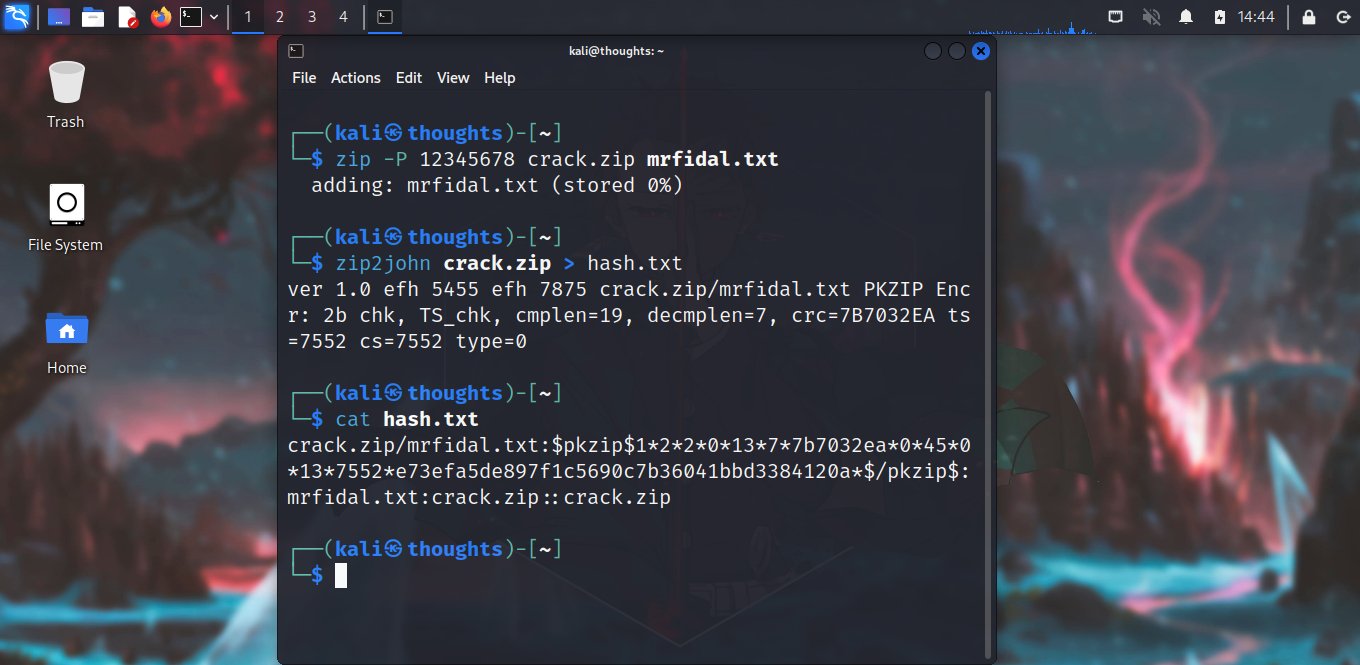 1 2 3 4 14:44
kali@thoughts: ~
File Actions Edit View Help
Trash
File System
Home
┌──(kali㉿thoughts)-[~]
└─$ zip -P 12345678 crack.zip mrfidal.txt
adding: mrfidal.txt (stored 0%)
┌──(kali㉿thoughts)-[~]
└─$ zip2john crack.zip > hash.txt
ver 1.0 efh 5455 efh 7875 crack.zip/mrfidal.txt PKZIP Enc
r: 2b chk, TS_chk, cmplen=19, decmplen=7, crc=7B7032EA ts
=7552 cs=7552 type=0
┌──(kali㉿thoughts)-[~]
└─$ cat hash.txt
crack.zip/mrfidal.txt:$pkzip$1*2*2*0*13*7*7b7032ea*0*45*0
*13*7552*e73efa5de897f1c5690c7b36041bbd3384120a*$/pkzip$:
mrfidal.txt:crack.zip::crack.zip
┌──(kali㉿thoughts)-[~]
└─$